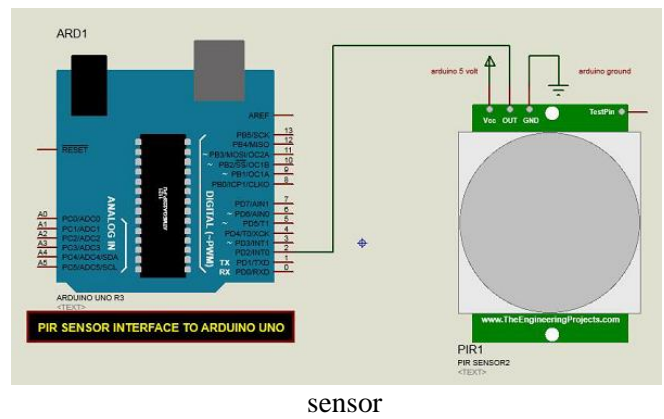 ARD1
ARDUINO UNO R3
<TEXT>
RESET
AREF
PB5/SCK 13
PB4/MISO 12
~ PB3/MOSI/OC2A 11
~ PB2/SS/OC1B 10
~ PB1/OC1A 9
PB0/ICP1/CLKO 8
PD7/AIN1 7
~ PD6/AIN0 6
~ PD5/T1 5
PD4/T0/XCK 4
~ PD3/INT1 3
PD2/INT0 2
TX PD1/TXD 1
RX PD0/RXD 0
DIGITAL (~PWM)
ANALOG IN
A0 PC0/ADC0
A1 PC1/ADC1
A2 PC2/ADC2
A3 PC3/ADC3
A4 PC4/ADC4/SDA
A5 PC5/ADC5/SCL
PIR SENSOR INTERFACE TO ARDUINO UNO
arduino 5 volt
arduino ground
Vcc OUT GND
TestPin
www.TheEngineeringProjects.com
PIR1
PIR SENSOR2
<TEXT>
sensor